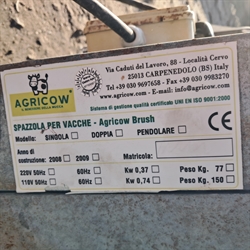 Via Caduti del Lavoro, 88 - Località Cervo
25013 CARPENEDOLO (BS) Italy
Tel. +39 030 9697658 - Fax +39 030 9983270
www.agricow.com - E-mail: info@agricow.com
AGRICOW
Sistema di gestione qualità certificato UNI EN ISO 9001:2000
SPAZZOLA PER VACCHE - Agricow Brush
Modello: SINGOLA DOPPIA PENDOLARE
Anno di costruzione: 2008 2009 Matricola:
220V 50Hz 60Hz Kw 0,37 Peso Kg. 77
110V 50Hz 60Hz Kw 0,74 Peso Kg. 150